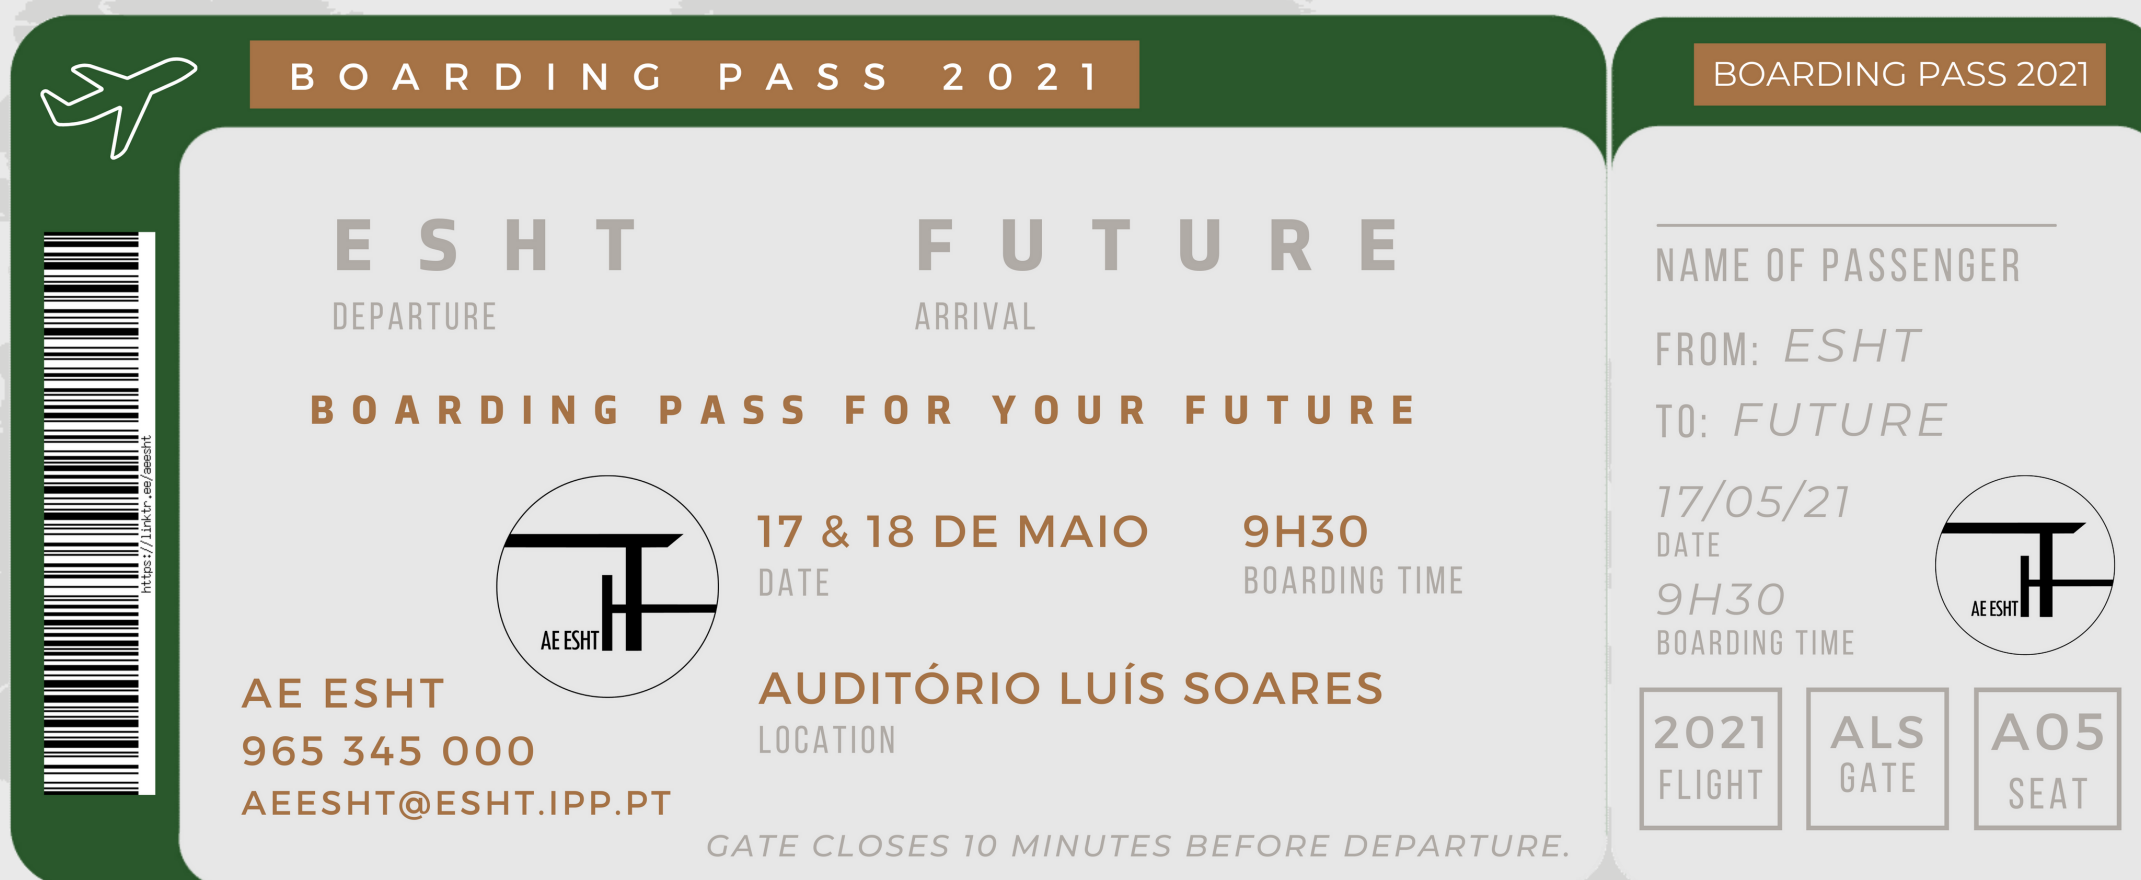 BOARDING PASS 2021
ESHT
DEPARTURE
FUTURE
ARRIVAL
BOARDING PASS FOR YOUR FUTURE
https://linktr.ee/aeesht
AE ESHT
17 & 18 DE MAIO
DATE
9H30
BOARDING TIME
AUDITÓRIO LUÍS SOARES
LOCATION
AE ESHT
965 345 000
AEESHT@ESHT.IPP.PT
GATE CLOSES 10 MINUTES BEFORE DEPARTURE.
BOARDING PASS 2021
NAME OF PASSENGER
FROM: ESHT
TO: FUTURE
17/05/21
DATE
9H30
BOARDING TIME
AE ESHT
2021
FLIGHT
ALS
GATE
A05
SEAT